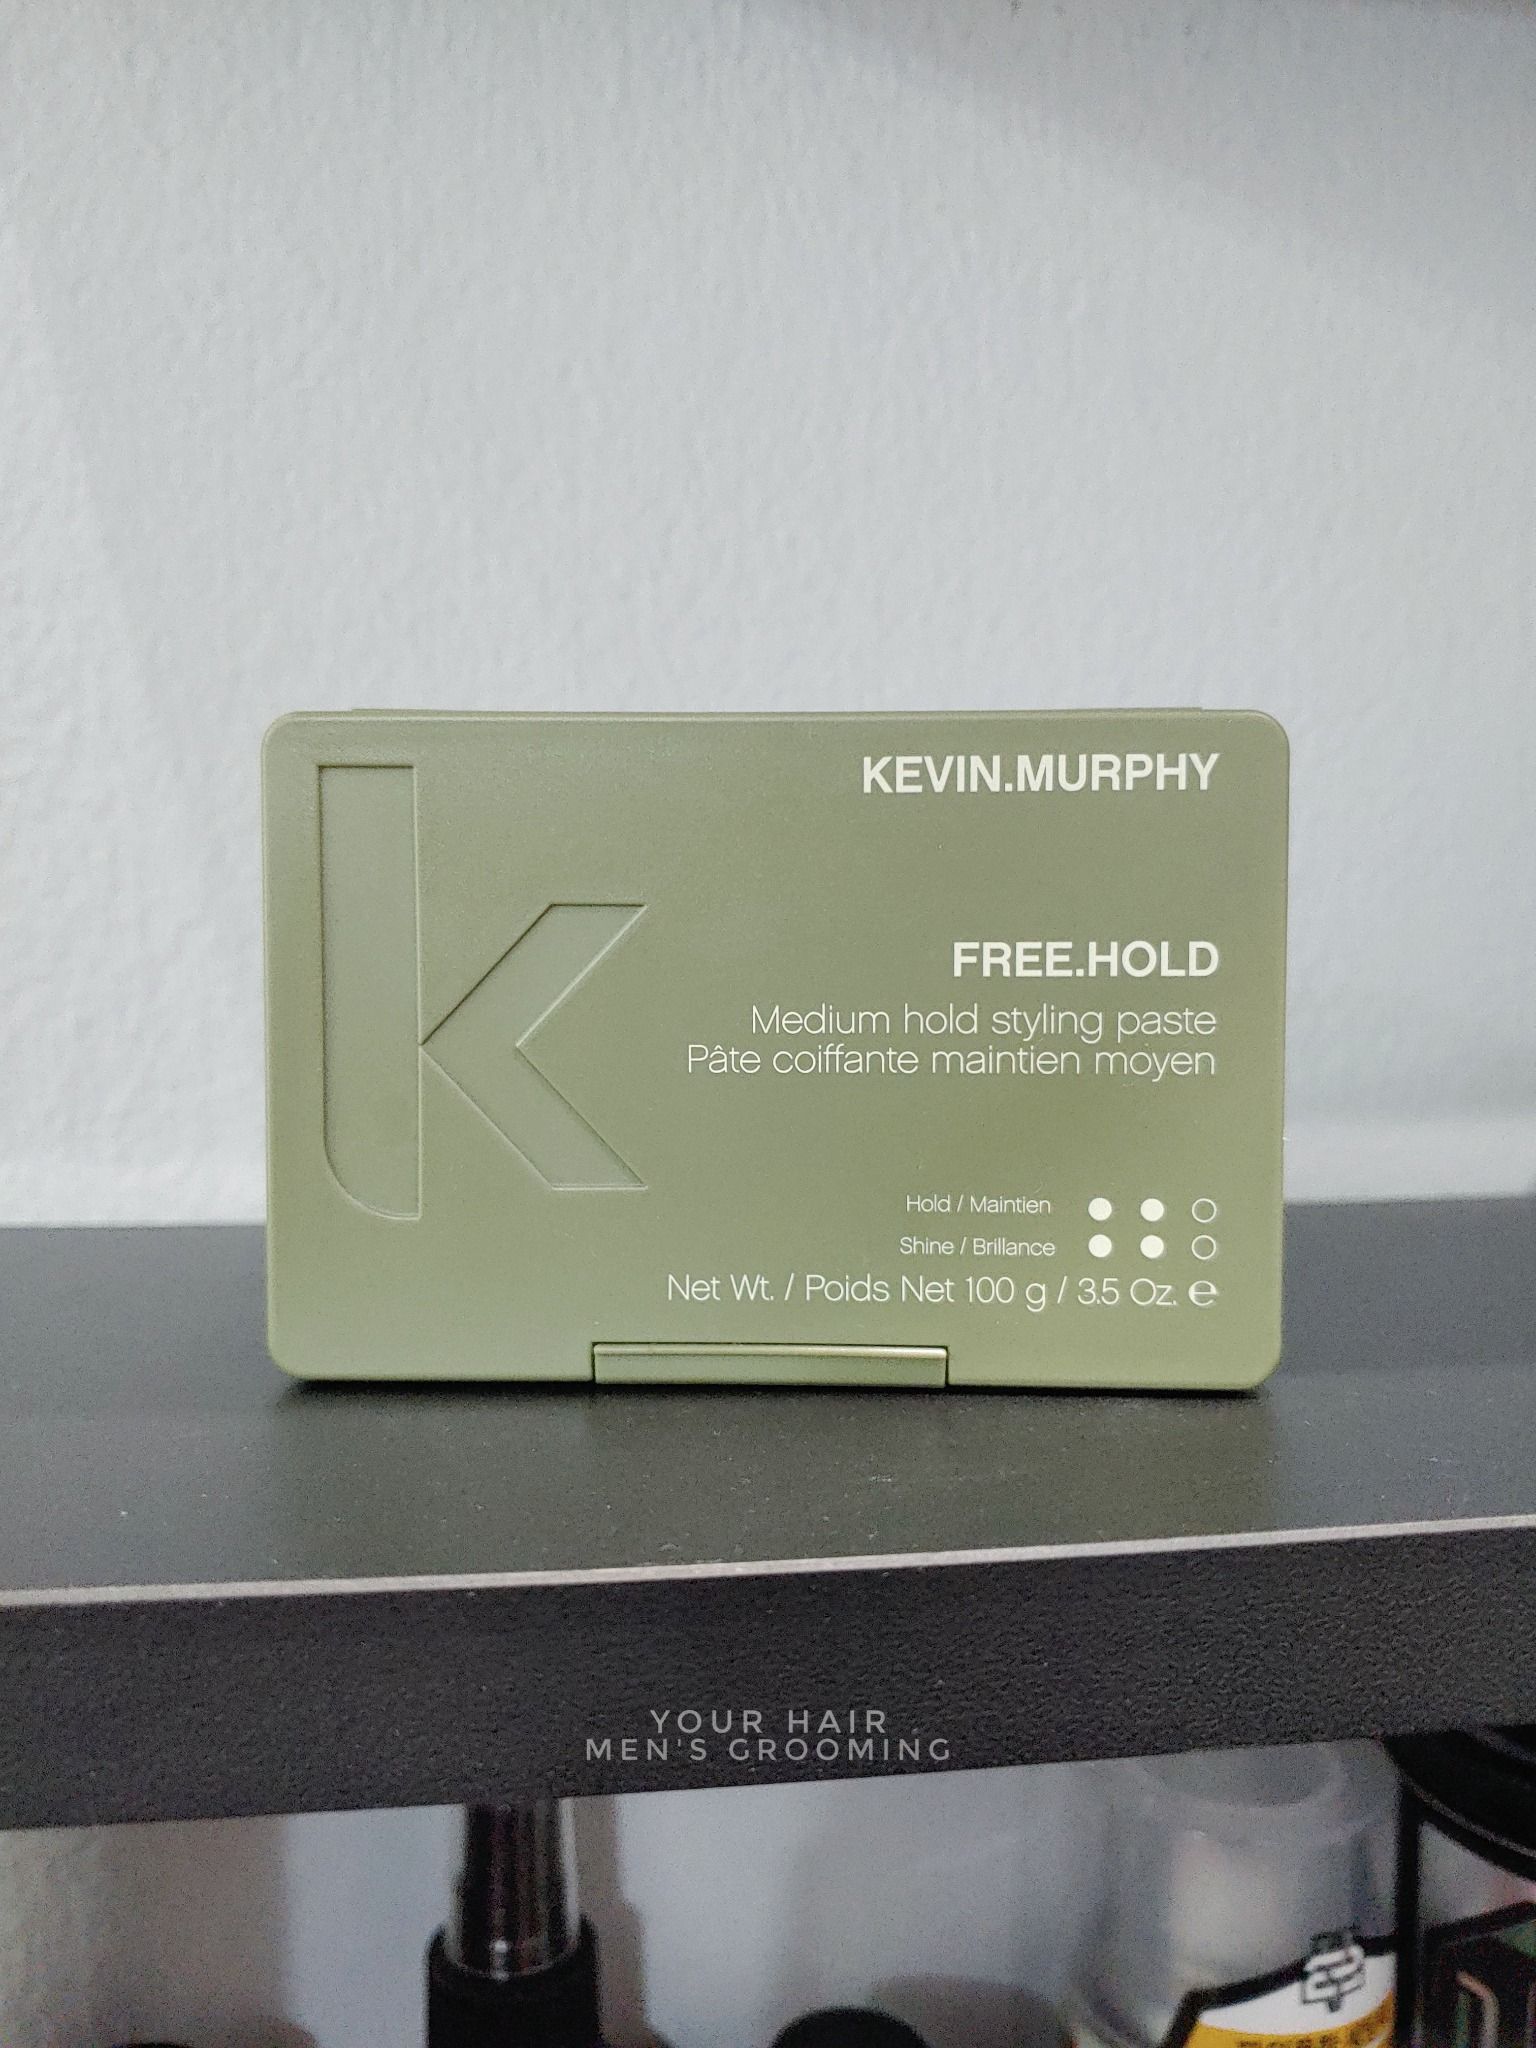 KEVIN.MURPHY
FREE.HOLD
Medium hold styling paste
Pâte coiffante maintien moyen
Hold / Maintien
Shine / Brillance
Net Wt. / Poids Net 100 g / 3.5 Oz. ℮
YOUR HAIR
MEN'S GROOMING